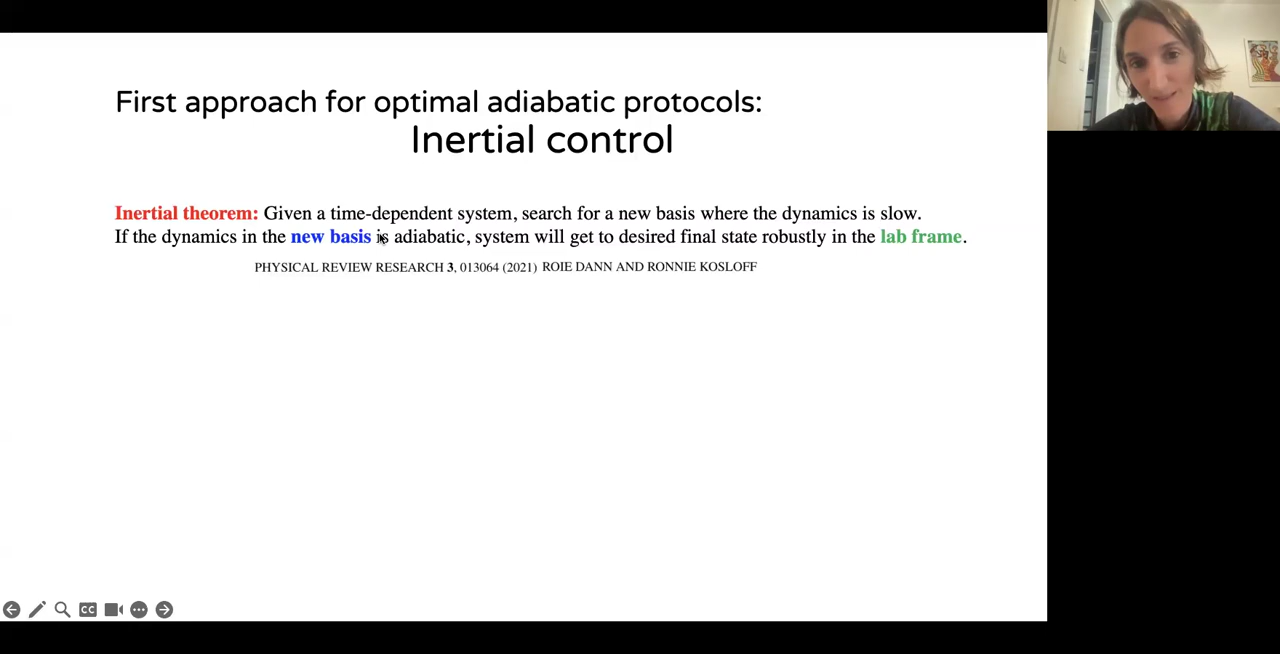 First approach for optimal adiabatic protocols:
Inertial control
Inertial theorem: Given a time-dependent system, search for a new basis where the dynamics is slow.
If the dynamics in the new basis is adiabatic, system will get to desired final state robustly in the lab frame.
PHYSICAL REVIEW RESEARCH 3, 013064 (2021) ROIE DANN AND RONNIE KOSLOFF
CC